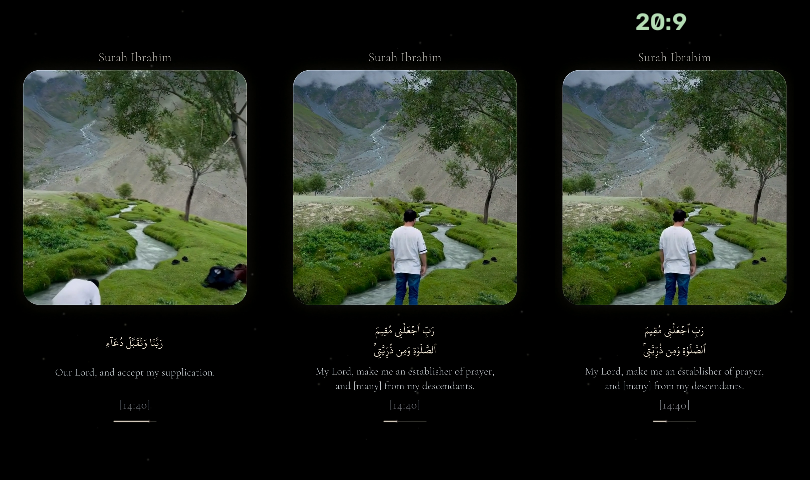 20:9
Surah Ibrahim
رَبَّنَا وَتَقَبَّلْ دُعَآءِ
Our Lord, and accept my supplication.
[14:40]
Surah Ibrahim
رَبِّ ٱجْعَلْنِى مُقِيمَ
ٱلصَّلَوٰةِ وَمِن ذُرِّيَّتِىۚ
My Lord, make me an establisher of prayer,
and [many] from my descendants.
[14:40]
Surah Ibrahim
رَبِّ ٱجْعَلْنِى مُقِيمَ
ٱلصَّلَوٰةِ وَمِن ذُرِّيَّتِىۚ
My Lord, make me an establisher of prayer,
and [many] from my descendants.
[14:40]